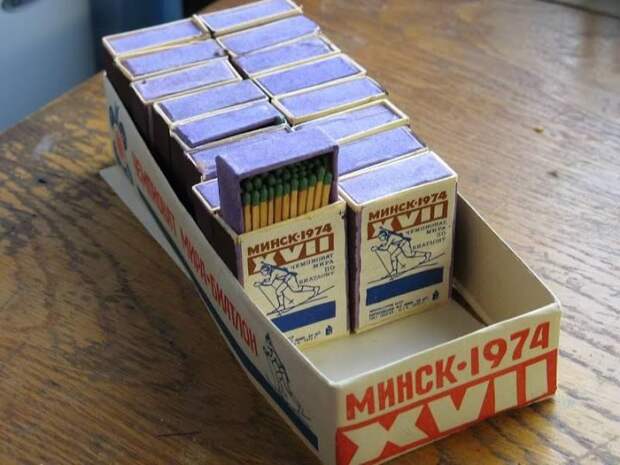 МИНСК·1974
XVII
ЧЕМПИОНАТ
МИРА
ПО
БИАТЛОНУ
МИНСК·1974
XVII
ЧЕМПИОНАТ
МИРА
ПО
БИАТЛОНУ
ЧЕМПИОНАТ МИРА·БИАТЛОН
МИНСК·1974
XVII